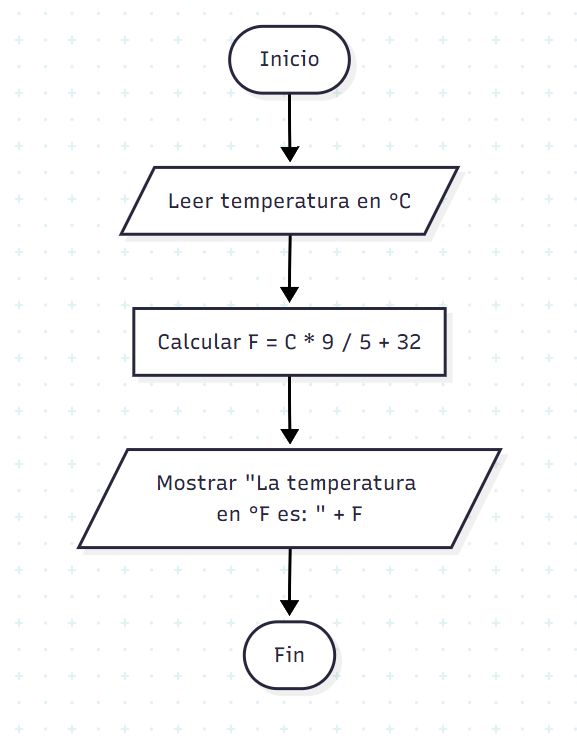 Inicio
Leer temperatura en °C
Calcular F = C * 9 / 5 + 32
Mostrar "La temperatura
en °F es: " + F
Fin